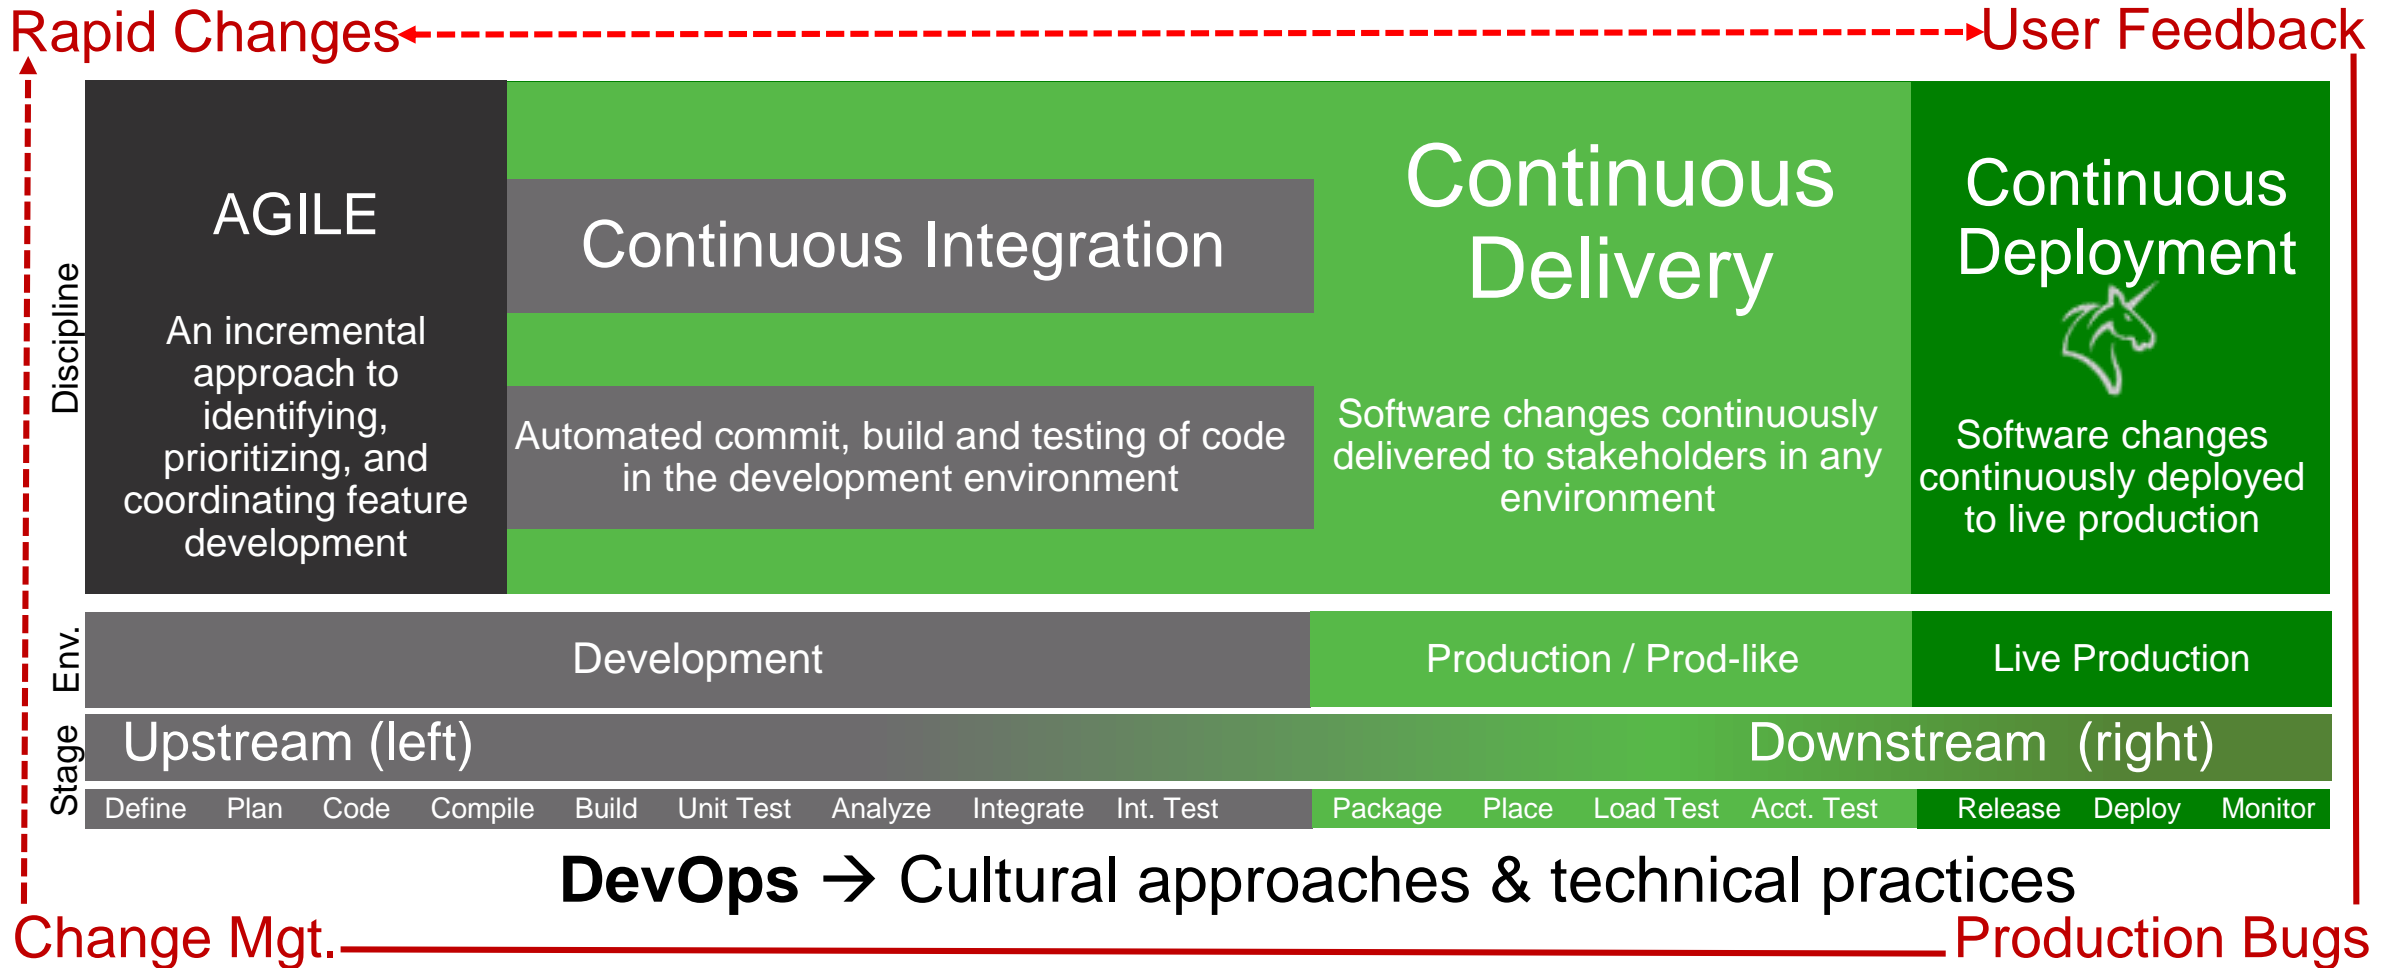 Rapid Changes
User Feedback
Discipline
AGILE
An incremental
approach to
identifying,
prioritizing, and
coordinating feature
development
Continuous Integration
Automated commit, build and testing of code
in the development environment
Continuous
Delivery
Software changes continuously
delivered to stakeholders in any
environment
Continuous
Deployment
Software changes
continuously deployed
to live production
Env.
Development
Production / Prod-like
Live Production
Stage
Upstream (left)
Downstream (right)
Define Plan Code Compile Build Unit Test Analyze Integrate Int. Test Package Place Load Test Acct. Test Release Deploy Monitor
DevOps → Cultural approaches & technical practices
Change Mgt.
Production Bugs